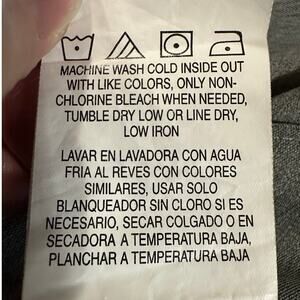 MACHINE WASH COLD INSIDE OUT
WITH LIKE COLORS, ONLY NON-
CHLORINE BLEACH WHEN NEEDED,
TUMBLE DRY LOW OR LINE DRY,
LOW IRON
LAVAR EN LAVADORA CON AGUA
FRIA AL REVES CON COLORES
SIMILARES, USAR SOLO
BLANQUEADOR SIN CLORO SI ES
NECESARIO, SECAR COLGADO O EN
SECADORA A TEMPERATURA BAJA,
PLANCHAR A TEMPERATURA BAJA